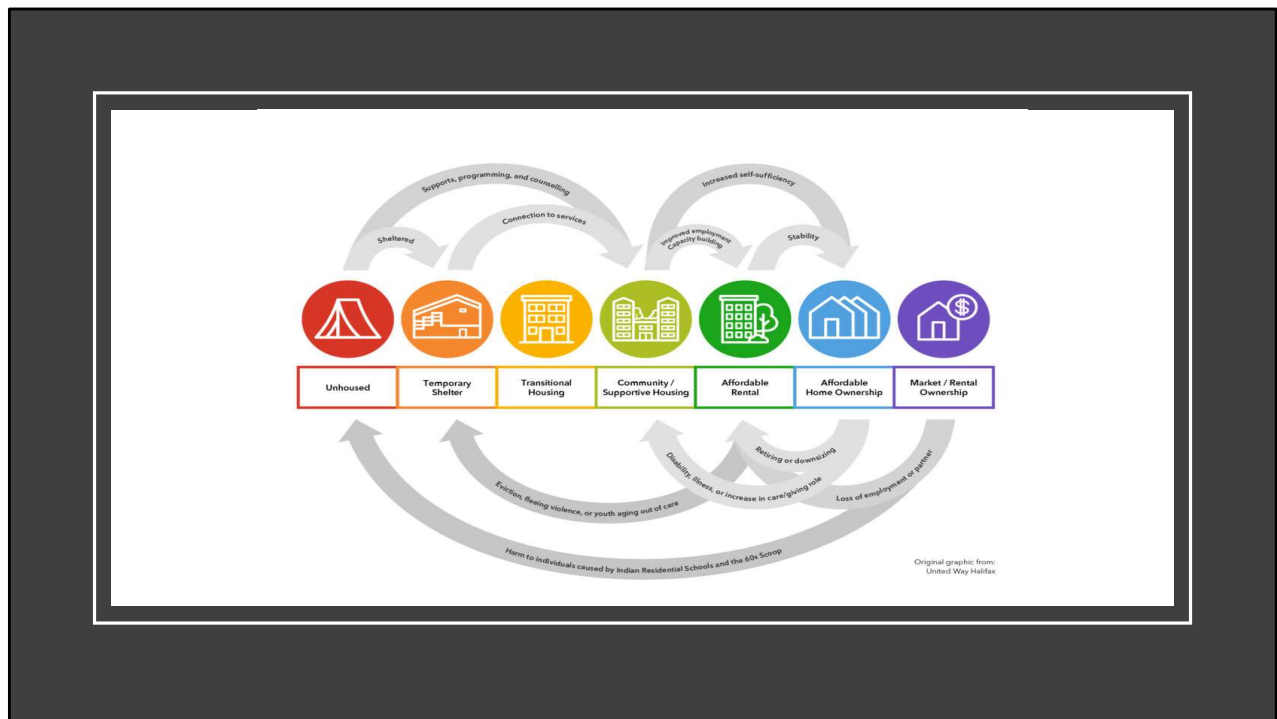 Supports, programming, and counselling
Increased self-sufficiency
Connection to services
Sheltered
Improved employment
Capacity building
Stability
Unhoused
Temporary
Shelter
Transitional
Housing
Community /
Supportive Housing
Affordable
Rental
Affordable
Home Ownership
Market / Rental
Ownership
Retiring or downsizing
Disability, illness, or increase in care/giving role
Loss of employment or partner
Eviction, fleeing violence, or youth aging out of care
Harm to individuals caused by Indian Residential Schools and the 60s Scoop
Original graphic from:
United Way Halifax
$